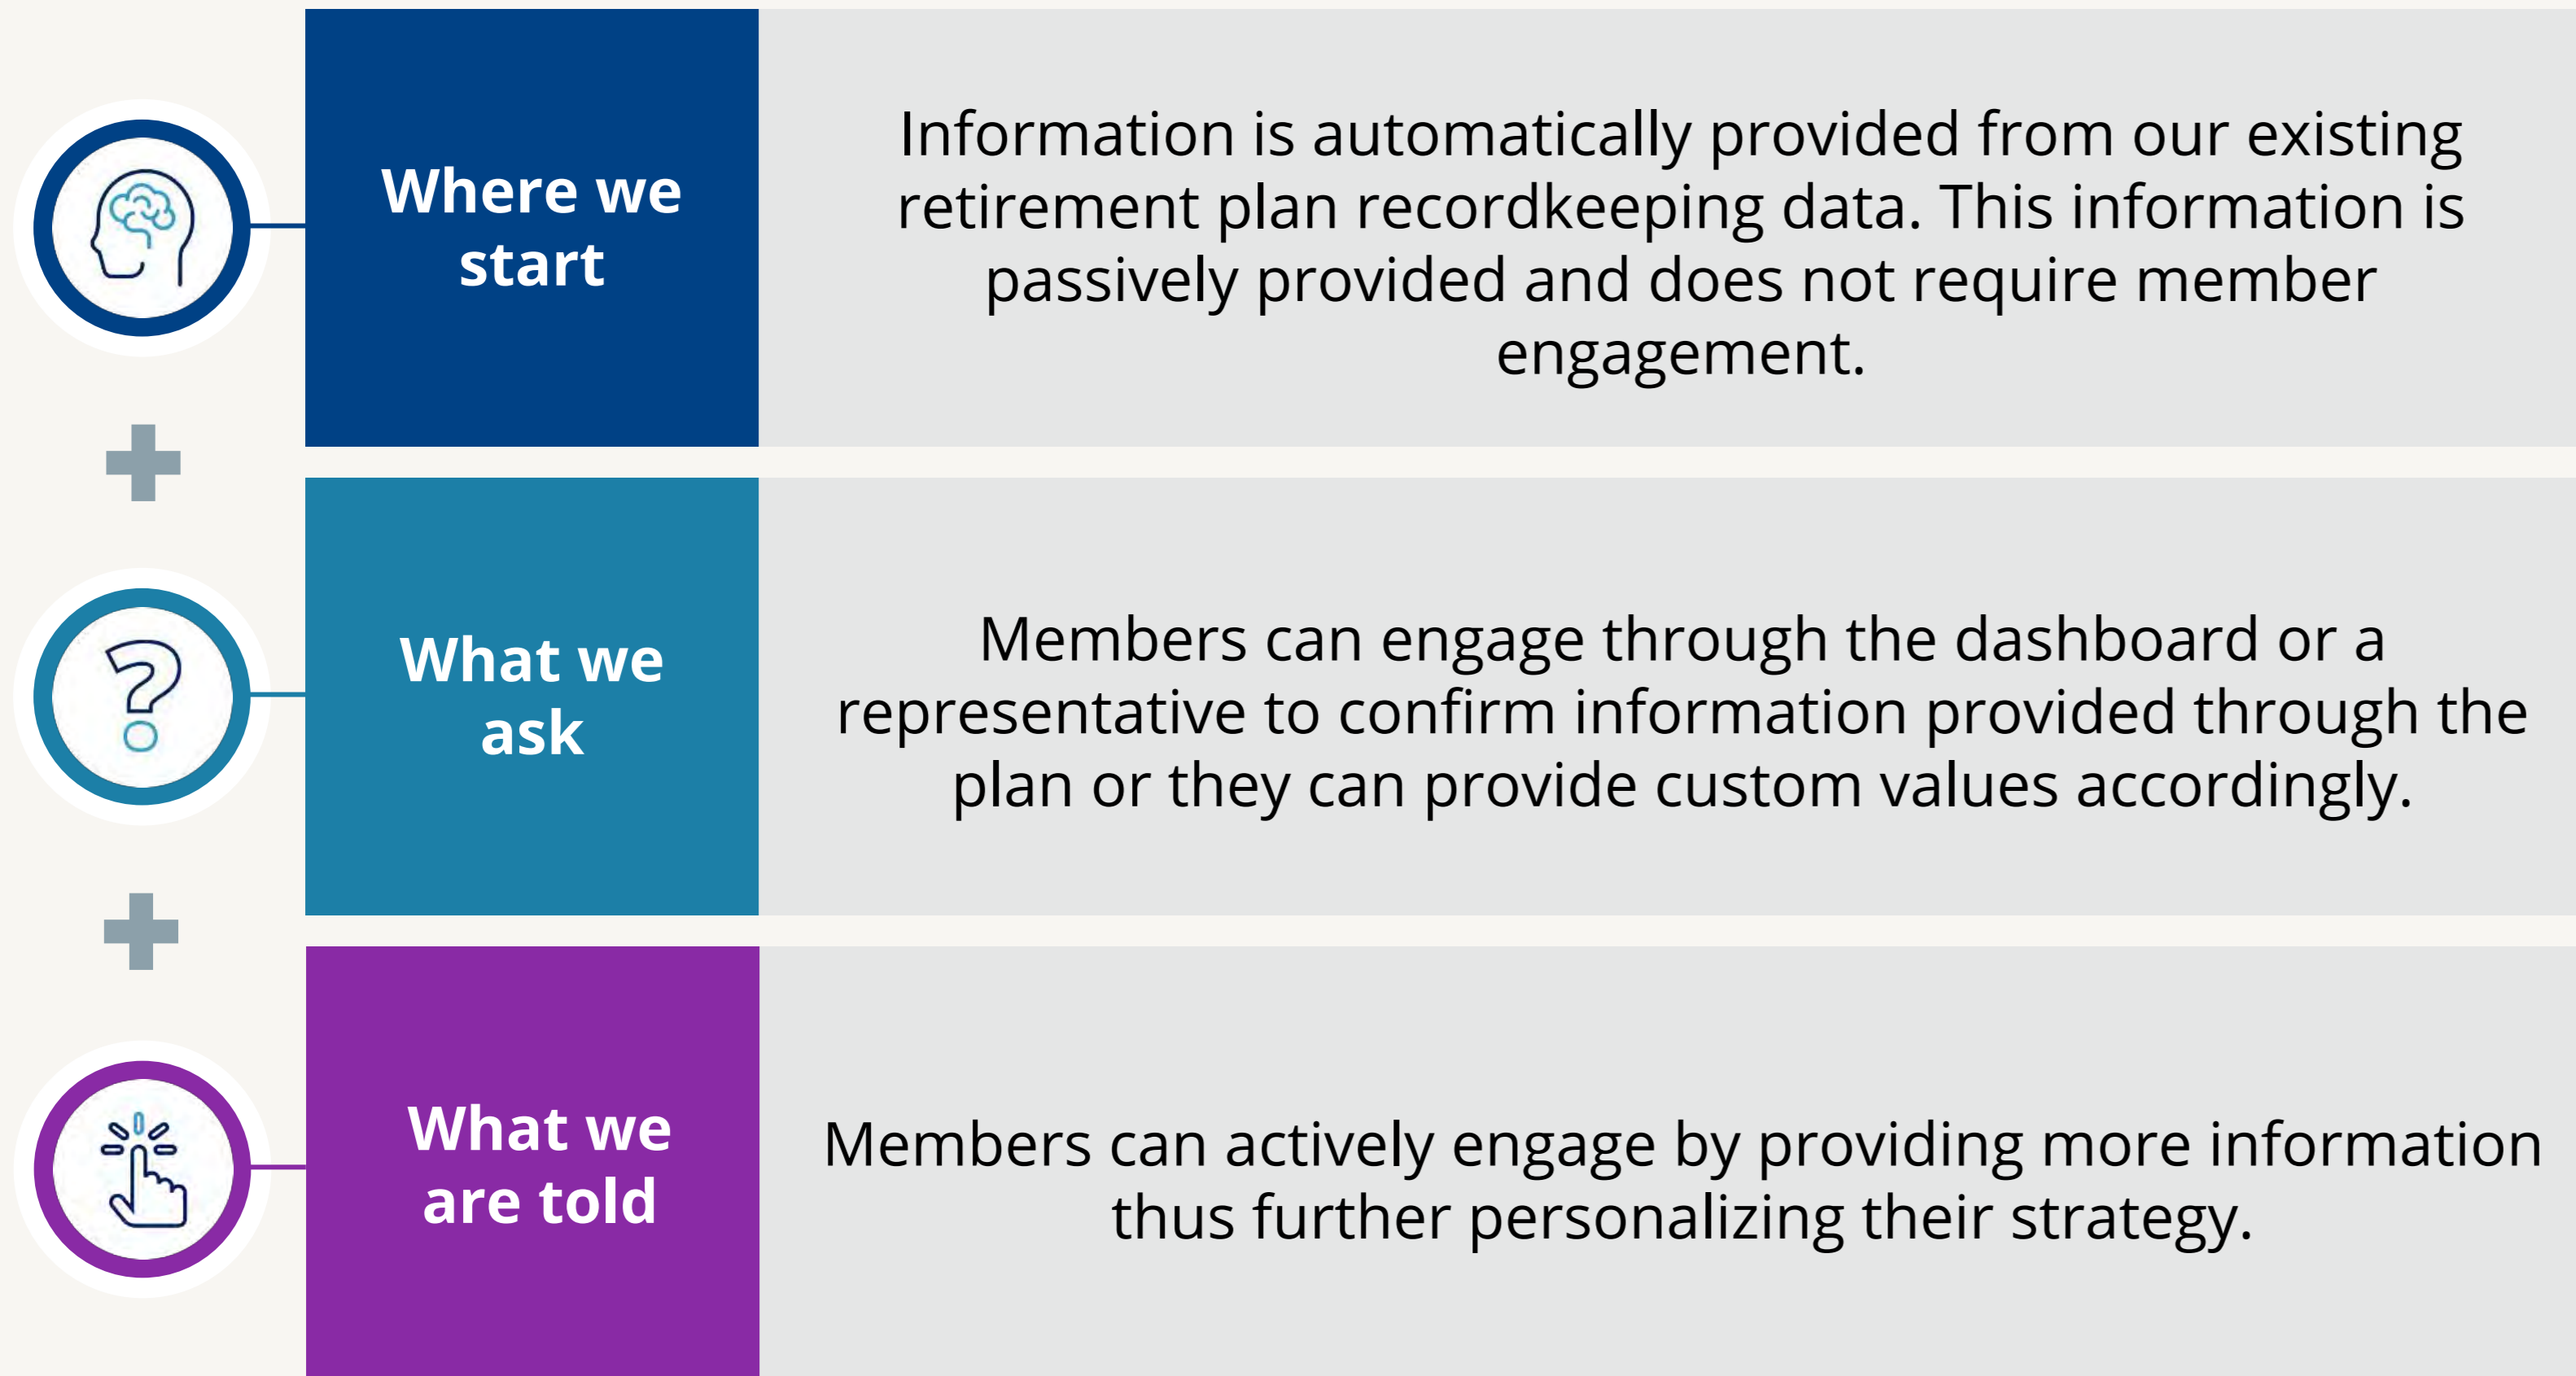 Where we
start
Information is automatically provided from our existing
retirement plan recordkeeping data. This information is
passively provided and does not require member
engagement.
What we
ask
Members can engage through the dashboard or a
representative to confirm information provided through the
plan or they can provide custom values accordingly.
What we
are told
Members can actively engage by providing more information
thus further personalizing their strategy.